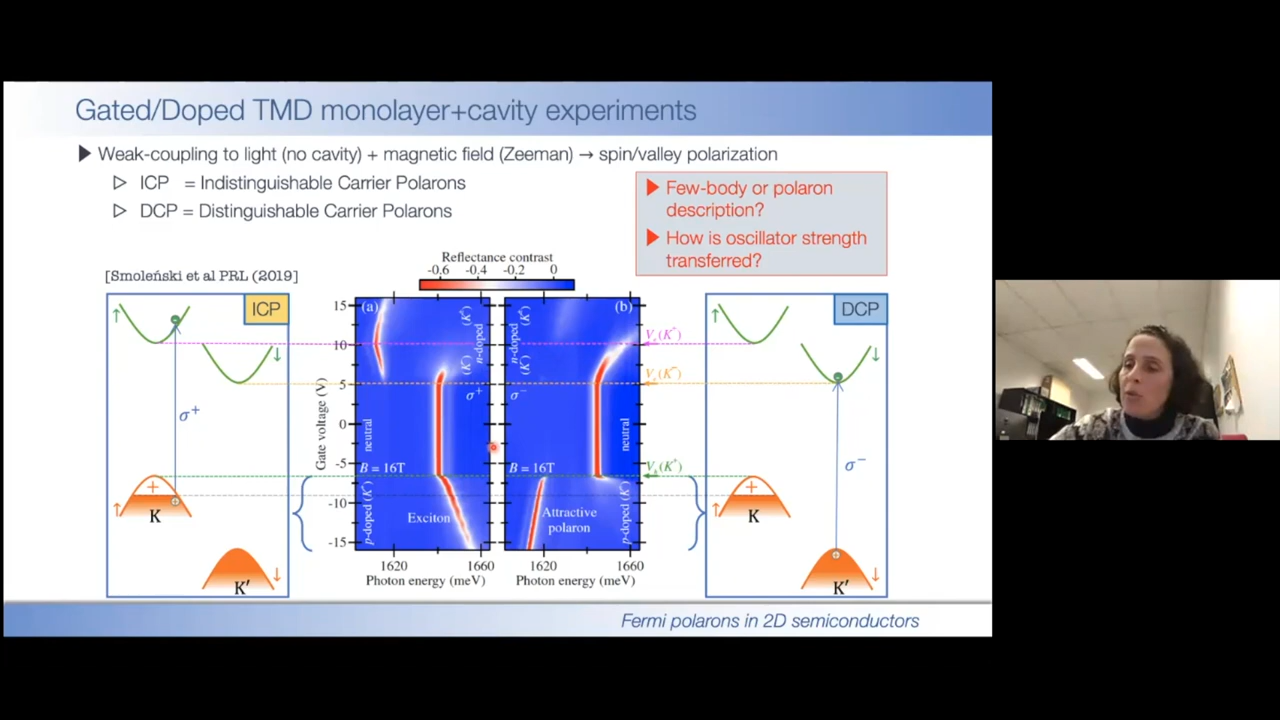 Gated/Doped TMD monolayer+cavity experiments
Weak-coupling to light (no cavity) + magnetic field (Zeeman) → spin/valley polarization
ICP = Indistinguishable Carrier Polarons
DCP = Distinguishable Carrier Polarons
Few-body or polaron
description?
How is oscillator strength
transferred?
[Smoleński et al PRL (2019]
Reflectance contrast
-0.6 -0.4 -0.2 0
ICP
↑
↓
σ⁺
+
↑ K
K' ↓
Gate voltage (V)
15
10
5
0
-5
-10
-15
(a)
(K⁻) n-doped (K⁺)
σ⁺
neutral
B = 16T
p-doped (K⁺)
Exciton
1620 1660
Photon energy (meV)
(b)
n-doped (K⁻)
(K⁺)
σ⁻
neutral
B = 16T
p-doped (K⁺)
Attractive
polaron
1620 1660
Photon energy (meV)
DCP
↑
↓
σ⁻
+
↑ K
K' ↓
Fermi polarons in 2D semiconductors